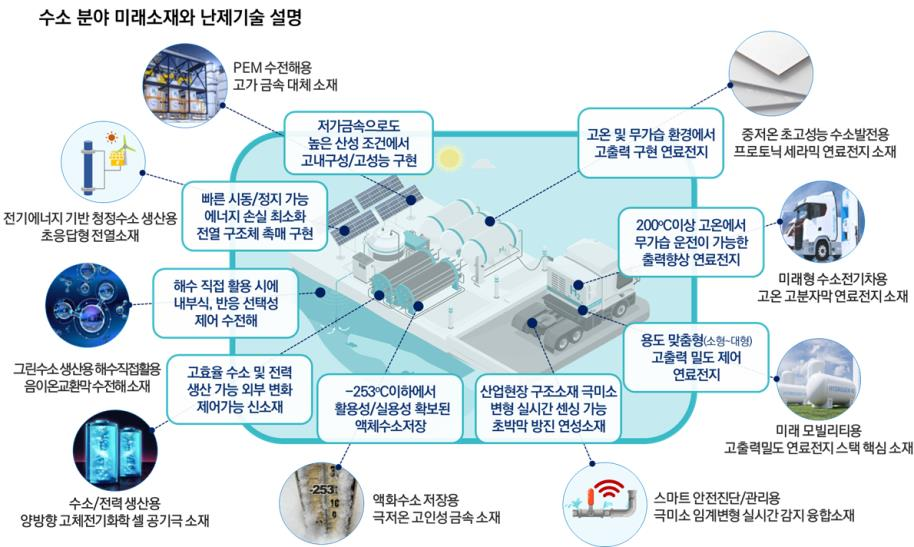 수소 분야 미래소재와 난제기술 설명
PEM 수전해용
고가 금속 대체 소재
저가금속으로도
높은 산성 조건에서
고내구성/고성능 구현
고온 및 무가습 환경에서
고출력 구현 연료전지
중저온 초고성능 수소발전용
프로토닉 세라믹 연료전지 소재
전기에너지 기반 청정수소 생산용
초응답형 전열소재
빠른 시동/정지 가능
에너지 손실 최소화
전열 구조체 촉매 구현
200℃이상 고온에서
무가습 운전이 가능한
출력향상 연료전지
미래형 수소전기차용
고온 고분자막 연료전지 소재
해수 직접 활용 시에
내부식, 반응 선택성
제어 수전해
그린수소 생산용 해수직접활용
음이온교환막 수전해 소재
H2
용도 맞춤형(소형~대형)
고출력 밀도 제어
연료전지
미래 모빌리티용
고출력밀도 연료전지 스택 핵심 소재
고효율 수소 및 전력
생산 가능 외부 변화
제어가능 신소재
수소/전력 생산용
양방향 고체전기화학 셀 공기극 소재
-253℃이하에서
활용성/실용성 확보된
액체수소저장
-253
액화수소 저장용
극저온 고인성 금속 소재
산업현장 구조소재 극미소
변형 실시간 센싱 가능
초박막 방진 연성소재
스마트 안전진단/관리용
극미소 임계변형 실시간 감지 융합소재